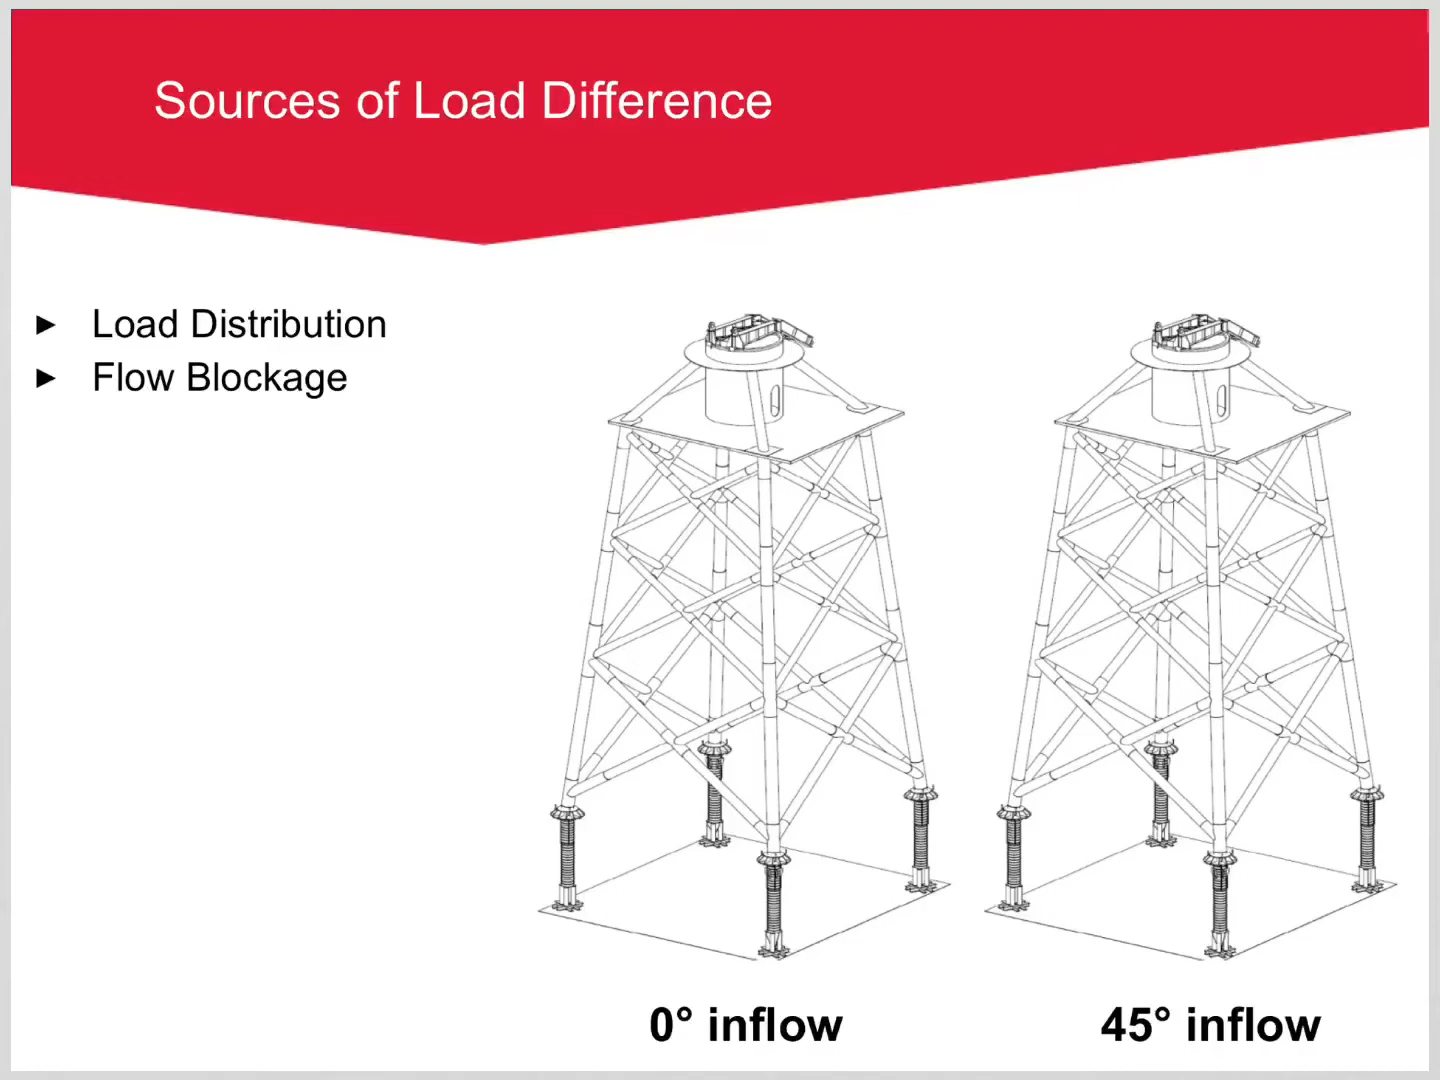 Sources of Load Difference
► Load Distribution
► Flow Blockage
0° inflow
45° inflow